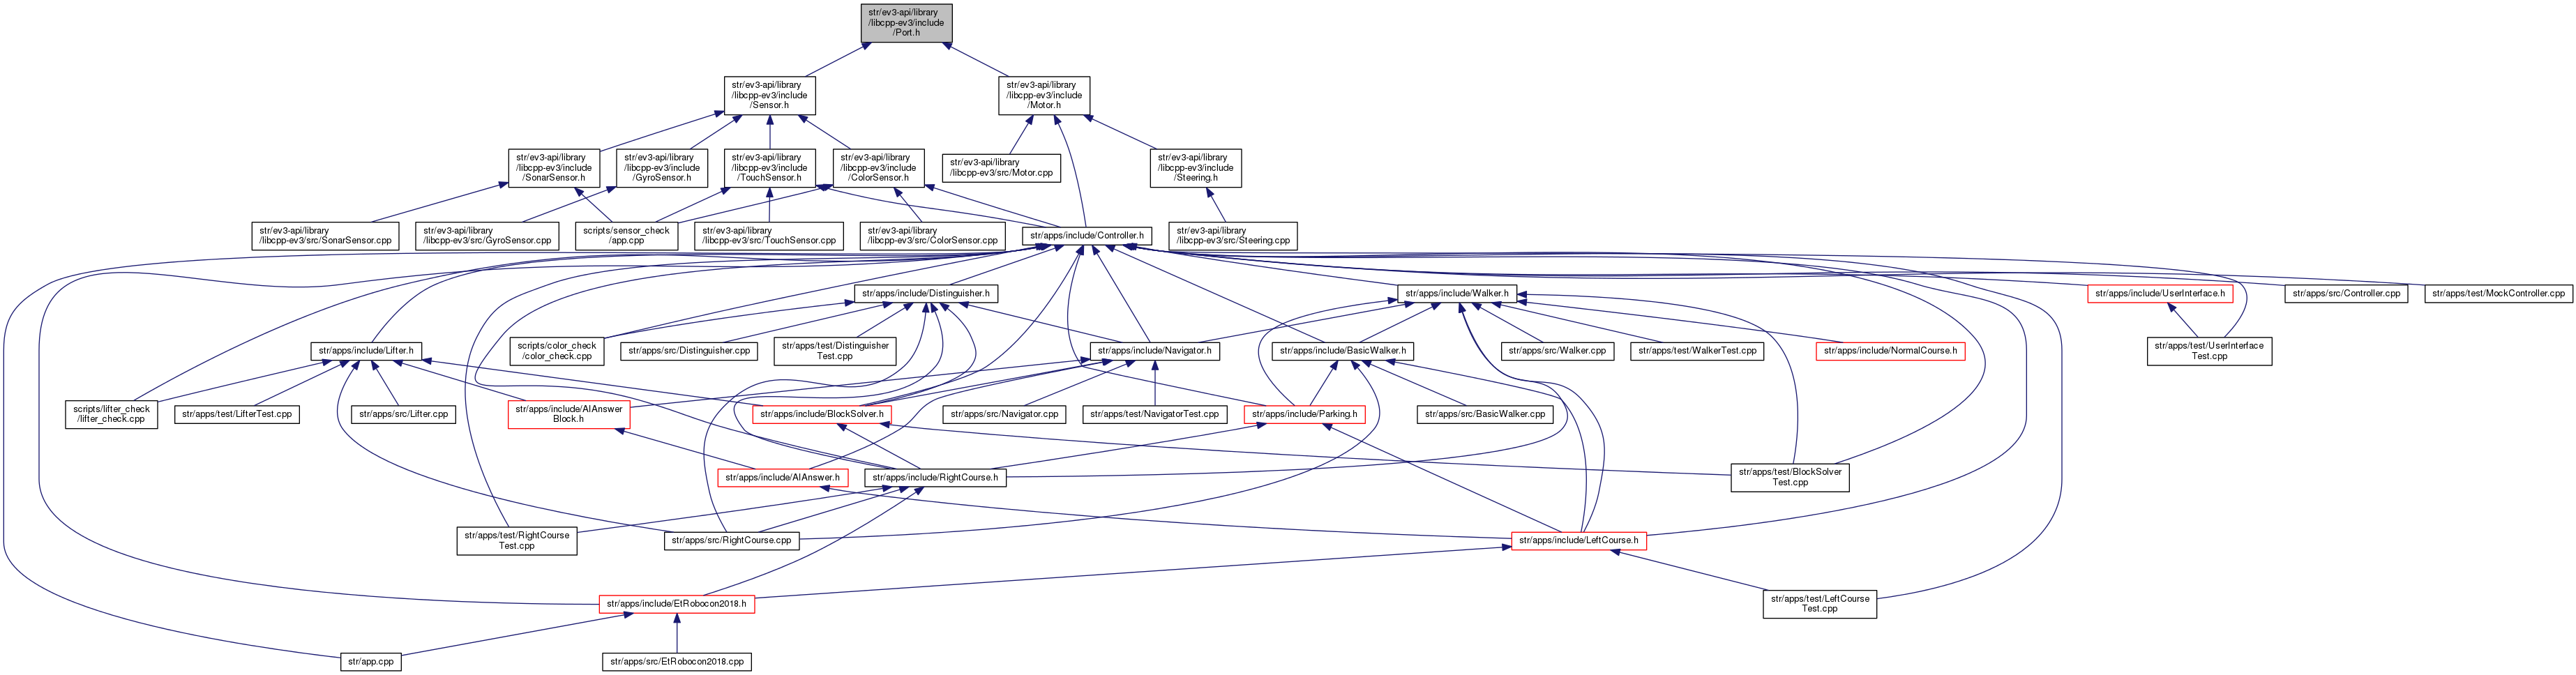 str/ev3-api/library
/libcpp-ev3/include
/Port.h
str/ev3-api/library
/libcpp-ev3/include
/Sensor.h
str/ev3-api/library
/libcpp-ev3/include
/Motor.h
str/ev3-api/library
/libcpp-ev3/include
/SonarSensor.h
str/ev3-api/library
/libcpp-ev3/include
/GyroSensor.h
str/ev3-api/library
/libcpp-ev3/include
/TouchSensor.h
str/ev3-api/library
/libcpp-ev3/include
/ColorSensor.h
str/ev3-api/library
/libcpp-ev3/src/Motor.cpp
str/ev3-api/library
/libcpp-ev3/include
/Steering.h
str/ev3-api/library
/libcpp-ev3/src/SonarSensor.cpp
str/ev3-api/library
/libcpp-ev3/src/GyroSensor.cpp
scripts/sensor_check
/app.cpp
str/ev3-api/library
/libcpp-ev3/src/TouchSensor.cpp
str/ev3-api/library
/libcpp-ev3/src/ColorSensor.cpp
str/apps/include/Controller.h
str/ev3-api/library
/libcpp-ev3/src/Steering.cpp
str/apps/include/Distinguisher.h
str/apps/include/Walker.h
str/apps/include/UserInterface.h
str/apps/src/Controller.cpp
str/apps/test/MockController.cpp
str/apps/include/Lifter.h
scripts/color_check
/color_check.cpp
str/apps/src/Distinguisher.cpp
str/apps/test/Distinguisher
Test.cpp
str/apps/include/Navigator.h
str/apps/include/BasicWalker.h
str/apps/src/Walker.cpp
str/apps/test/WalkerTest.cpp
str/apps/include/NormalCourse.h
str/apps/test/UserInterface
Test.cpp
scripts/lifter_check
/lifter_check.cpp
str/apps/test/LifterTest.cpp
str/apps/src/Lifter.cpp
str/apps/include/AIAnswer
Block.h
str/apps/include/BlockSolver.h
str/apps/src/Navigator.cpp
str/apps/test/NavigatorTest.cpp
str/apps/include/Parking.h
str/apps/src/BasicWalker.cpp
str/apps/include/AIAnswer.h
str/apps/include/RightCourse.h
str/apps/test/BlockSolver
Test.cpp
str/apps/test/RightCourse
Test.cpp
str/apps/src/RightCourse.cpp
str/apps/include/LeftCourse.h
str/apps/include/EtRobocon2018.h
str/apps/test/LeftCourse
Test.cpp
str/app.cpp
str/apps/src/EtRobocon2018.cpp